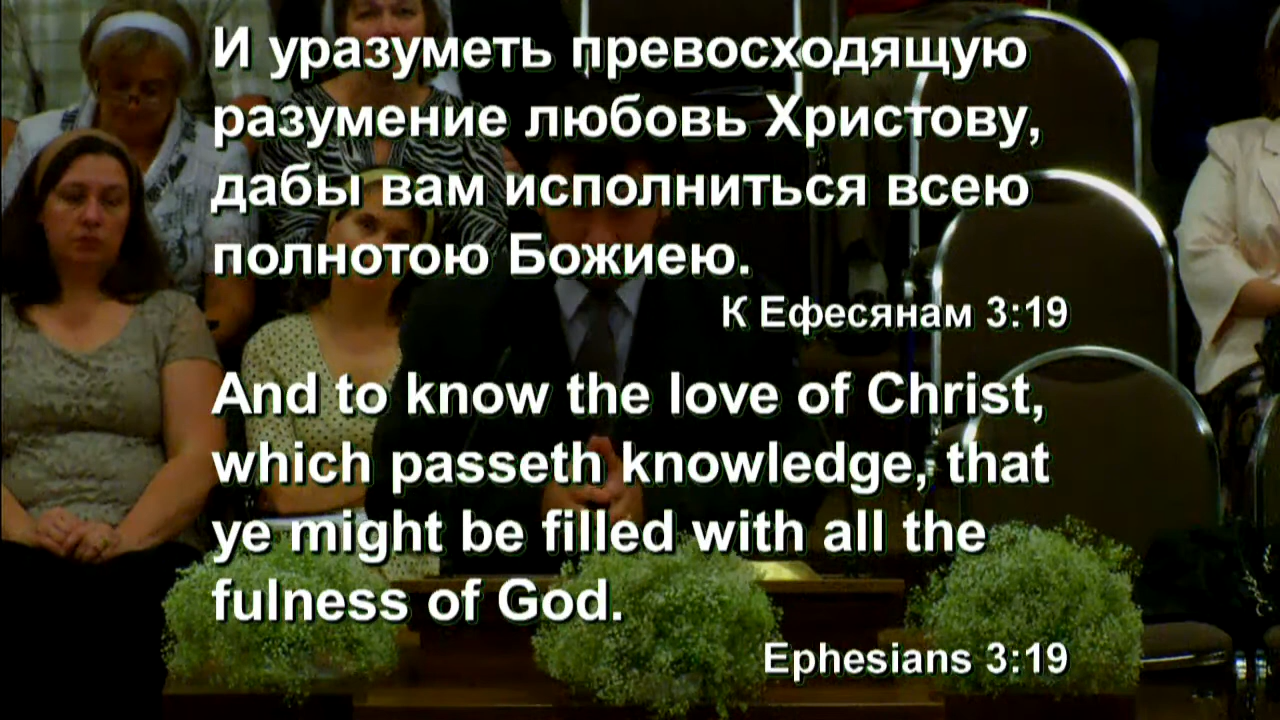 И уразуметь превосходящую
разумение любовь Христову,
дабы вам исполниться всею
полнотою Божиею.
К Ефесянам 3:19
And to know the love of Christ,
which passeth knowledge, that
ye might be filled with all the
fulness of God.
Ephesians 3:19